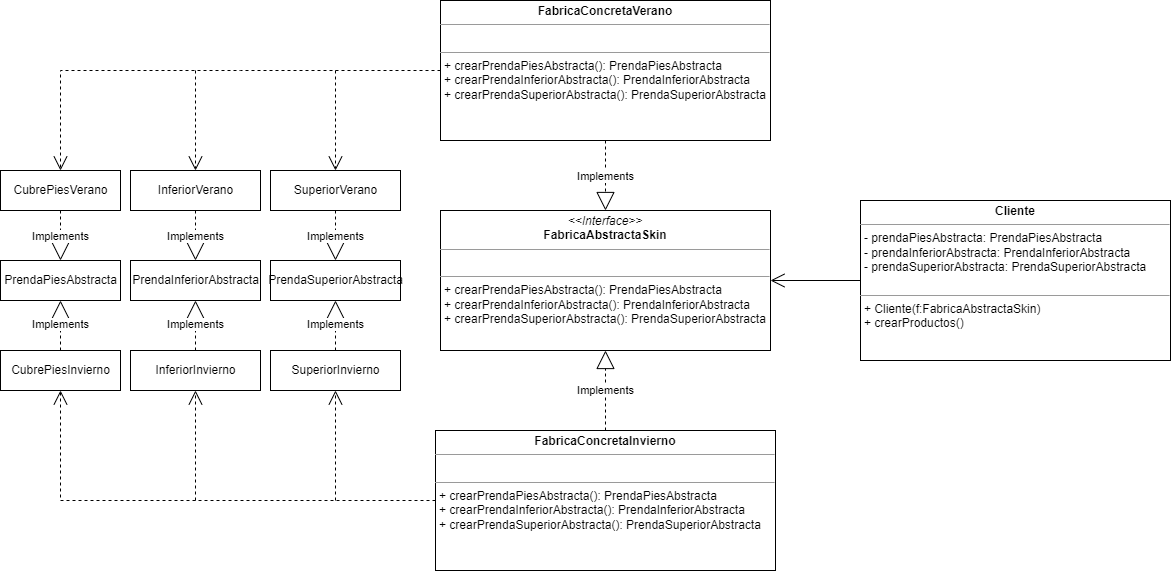 FabricaConcretaVerano
+ crearPrendaPiesAbstracta(): PrendaPiesAbstracta
+ crearPrendaInferiorAbstracta(): PrendaInferiorAbstracta
+ crearPrendaSuperiorAbstracta(): PrendaSuperiorAbstracta
CubrePiesVerano
InferiorVerano
SuperiorVerano
Implements
Implements
Implements
Implements
PrendaPiesAbstracta
PrendaInferiorAbstracta
PrendaSuperiorAbstracta
Implements
Implements
Implements
CubrePiesInvierno
InferiorInvierno
SuperiorInvierno
<<Interface>>
FabricaAbstractaSkin
+ crearPrendaPiesAbstracta(): PrendaPiesAbstracta
+ crearPrendaInferiorAbstracta(): PrendaInferiorAbstracta
+ crearPrendaSuperiorAbstracta(): PrendaSuperiorAbstracta
Cliente
- prendaPiesAbstracta: PrendaPiesAbstracta
- prendaInferiorAbstracta: PrendaInferiorAbstracta
- prendaSuperiorAbstracta: PrendaSuperiorAbstracta
+ Cliente(f:FabricaAbstractaSkin)
+ crearProductos()
Implements
FabricaConcretaInvierno
+ crearPrendaPiesAbstracta(): PrendaPiesAbstracta
+ crearPrendaInferiorAbstracta(): PrendaInferiorAbstracta
+ crearPrendaSuperiorAbstracta(): PrendaSuperiorAbstracta